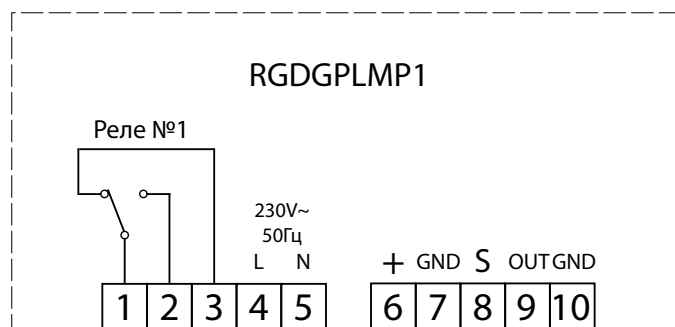 RGDGPLMP1
Реле №1
230V~
50Гц
L N
+ GND S OUT GND
1 2 3 4 5 6 7 8 9 10